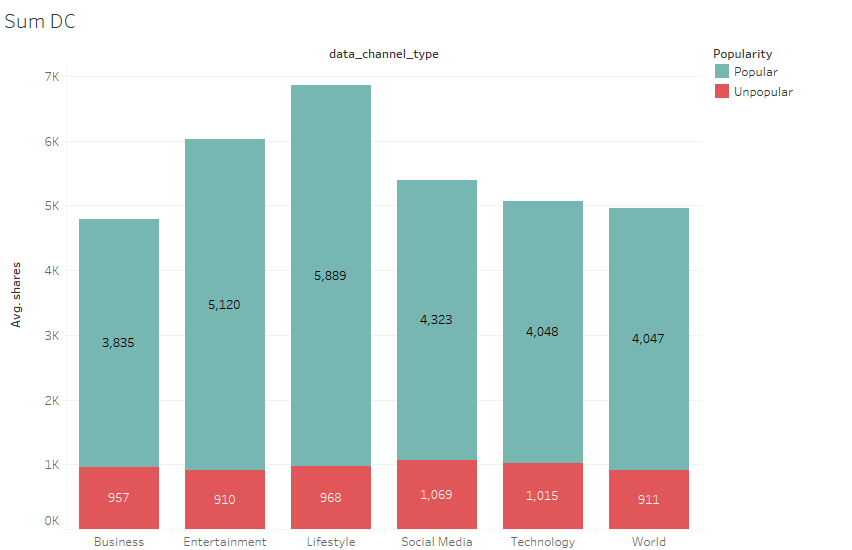 Sum DC
data_channel_type
Popularity
Popular
Unpopular
Avg. shares
7K
6K
5K
4K
3K
2K
1K
0K
3,835
5,120
5,889
4,323
4,048
4,047
957
910
968
1,069
1,015
911
Business
Entertainment
Lifestyle
Social Media
Technology
World